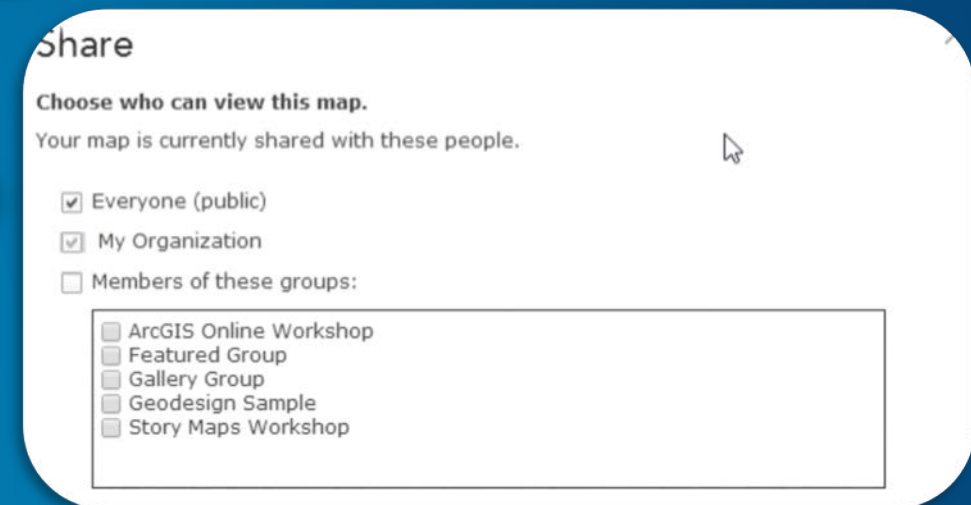 Share
Choose who can view this map.
Your map is currently shared with these people.
Everyone (public)
My Organization
Members of these groups:
ArcGIS Online Workshop
Featured Group
Gallery Group
Geodesign Sample
Story Maps Workshop